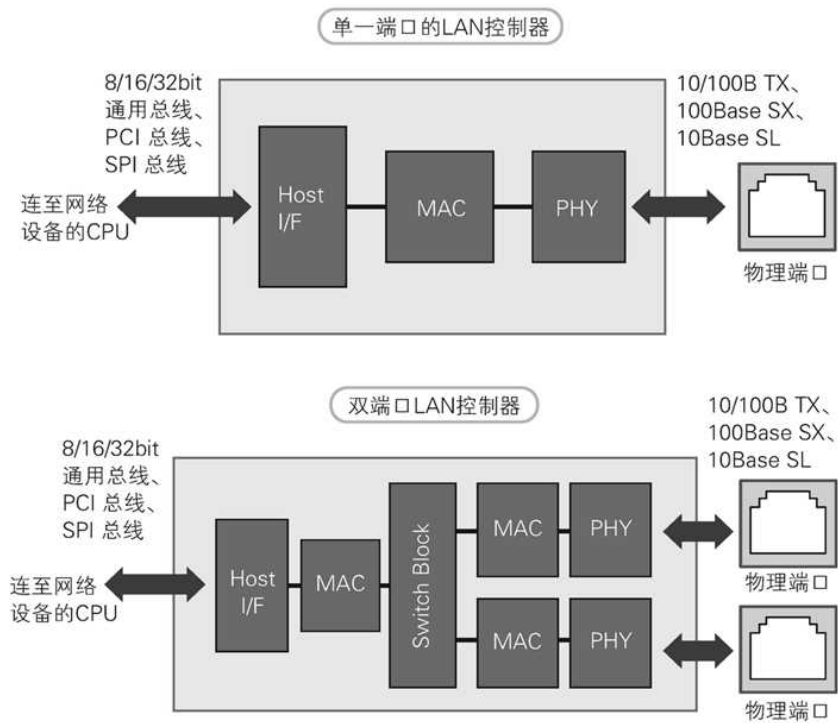 单一端口的LAN控制器
8/16/32bit
通用总线、
PCI 总线、
SPI 总线
10/100B TX、
100Base SX、
10Base SL
连至网络
设备的CPU
Host
I/F
MAC
PHY
物理端口
双端口LAN控制器
10/100B TX、
100Base SX、
10Base SL
8/16/32bit
通用总线、
PCI 总线、
SPI 总线
连至网络
设备的CPU
Host
I/F
MAC
Switch Block
MAC
PHY
物理端口
MAC
PHY
物理端口